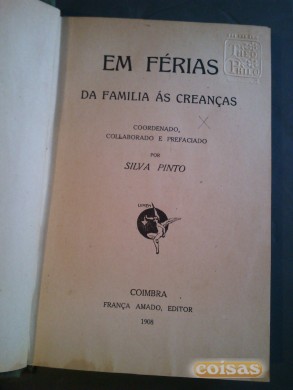 EM FÉRIAS
DA FAMILIA ÁS CREANÇAS
COORDENADO,
COLLABORADO E PREFACIADO
POR
SILVA PINTO
COIMBRA
FRANÇA AMADO, EDITOR
1908
coisas